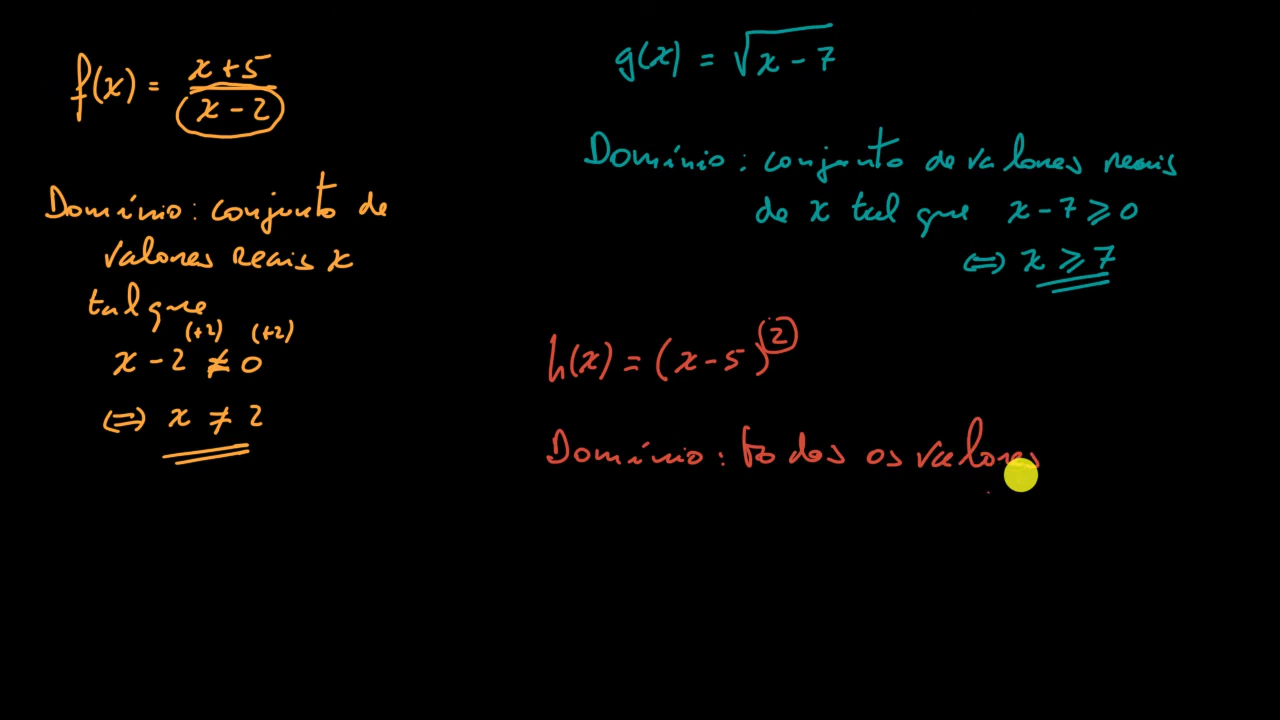 f(x) = x+5 / x-2
Domínio: conjunto de
valores reais x
tal que
(+2) (+2)
x - 2 ≠ 0
⇔ x ≠ 2
g(x) = √x-7
Domínio: conjunto de valores reais
de x tal que x-7 ⩾ 0
⇔ x ⩾ 7
h(x) = (x-5)²
Domínio: todos os valores